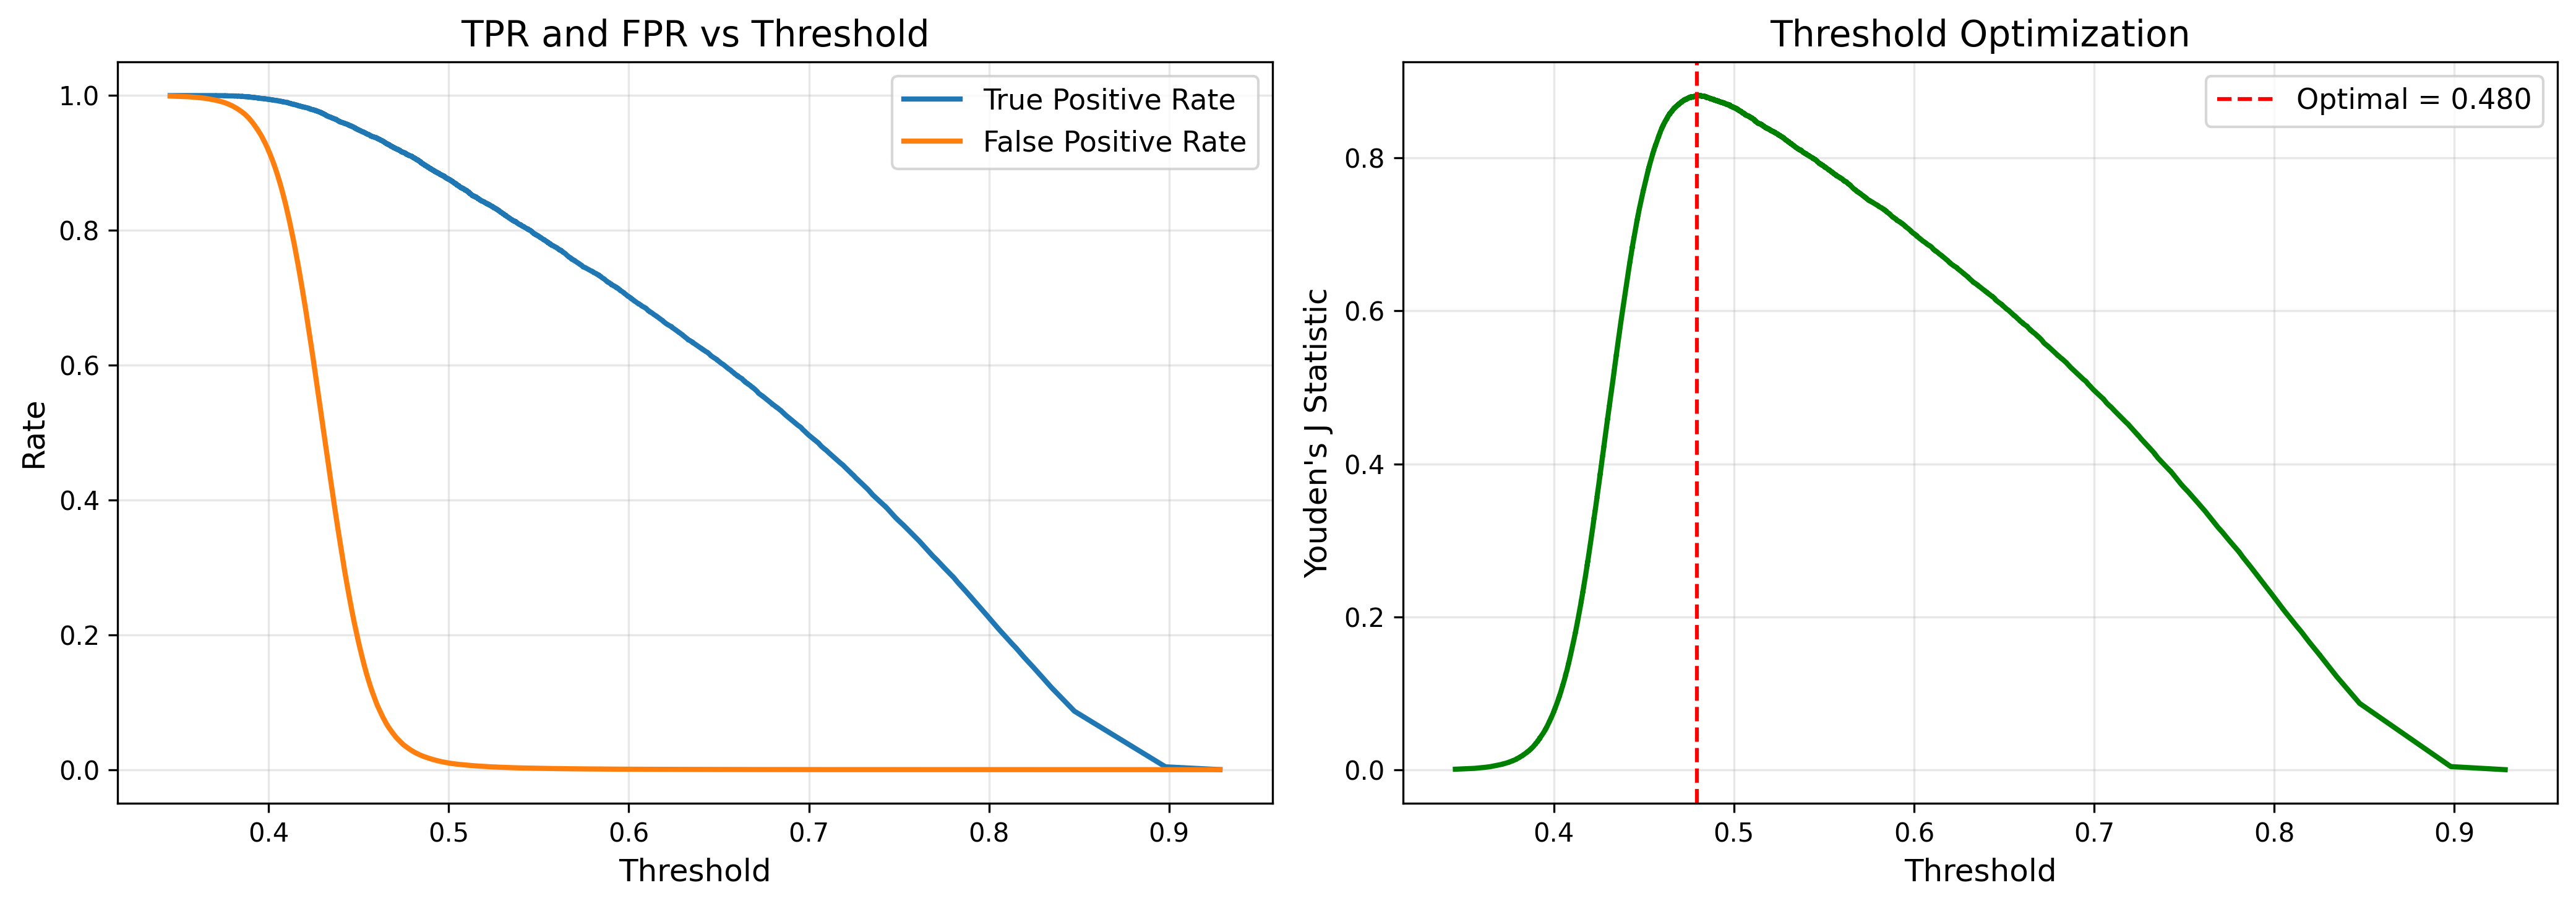 TPR and FPR vs Threshold
True Positive Rate
False Positive Rate
1.0
0.8
0.6
0.4
0.2
0.0
Rate
0.4 0.5 0.6 0.7 0.8 0.9
Threshold
Threshold Optimization
Optimal = 0.480
0.8
0.6
0.4
0.2
0.0
Youden's J Statistic
0.4 0.5 0.6 0.7 0.8 0.9
Threshold